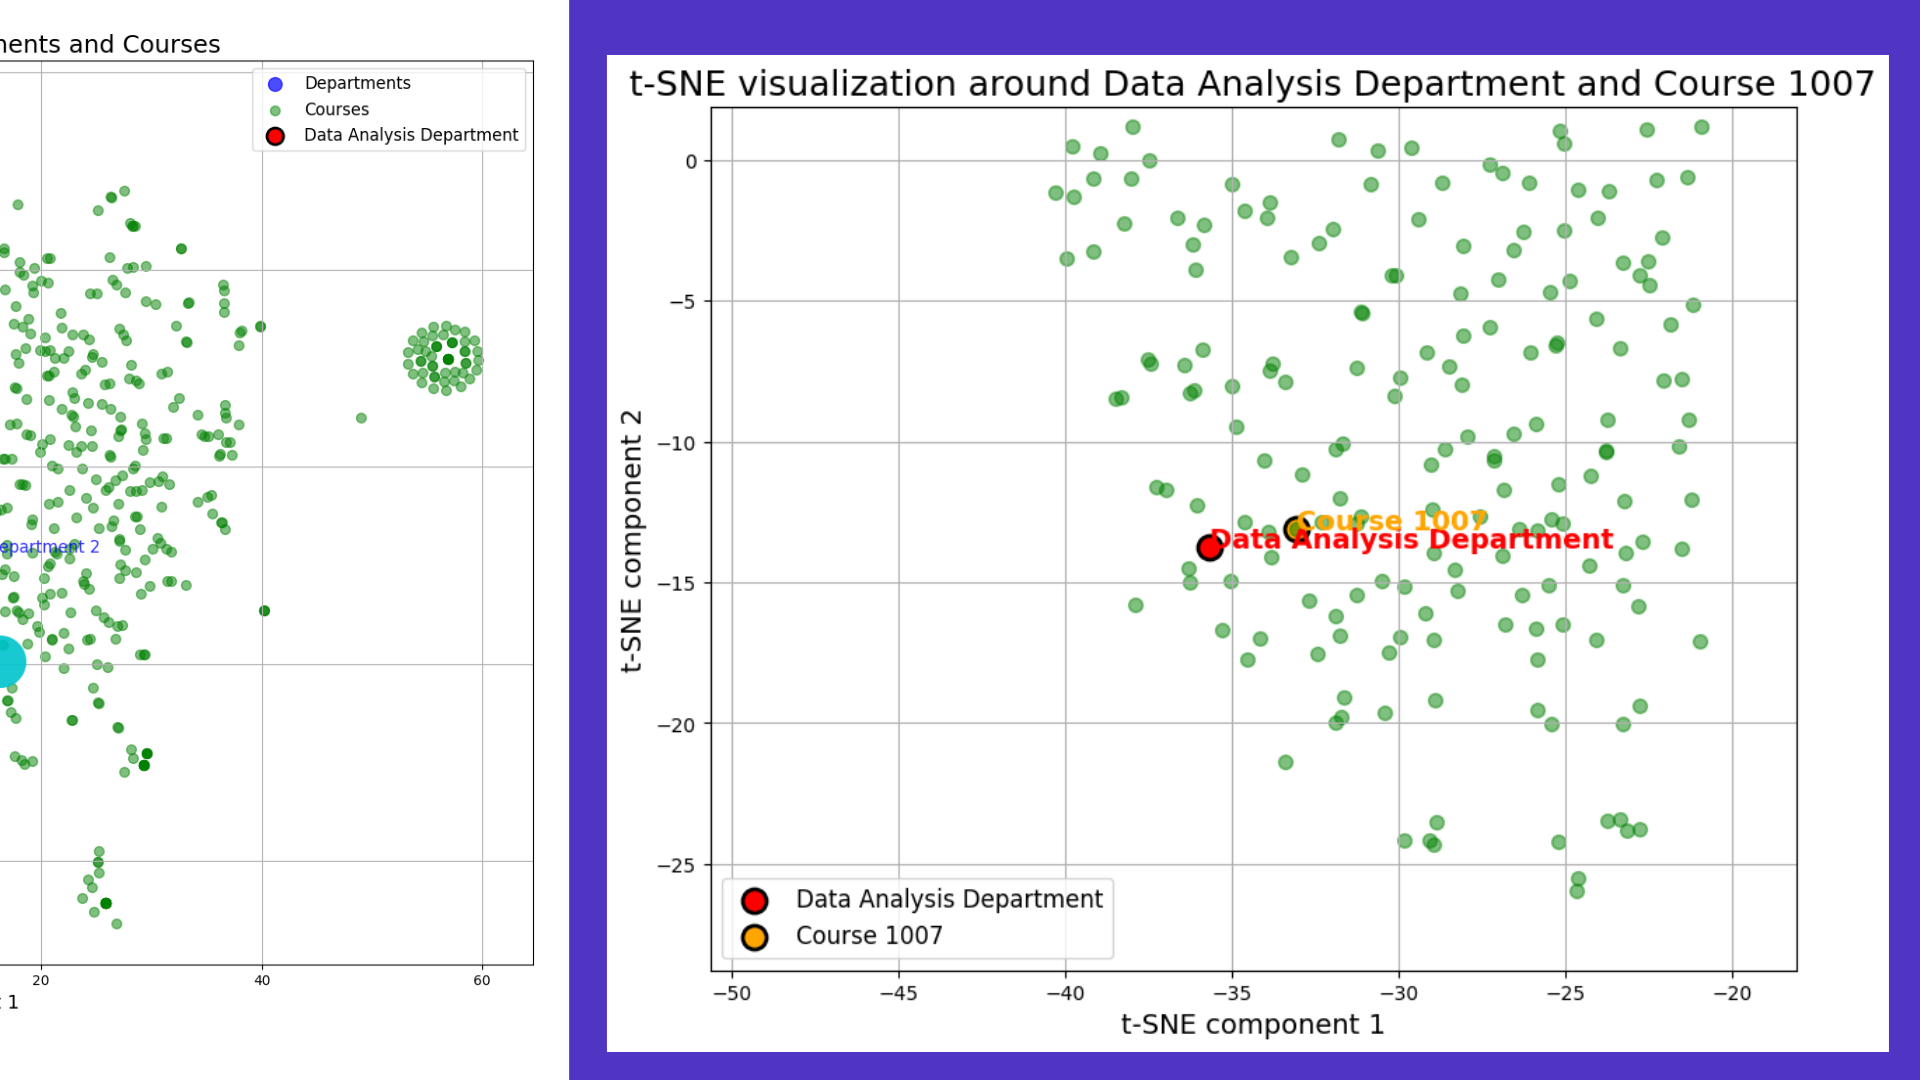 ents and Courses
Departments
Courses
Data Analysis Department
epartment 2
20
40
60
1
t-SNE visualization around Data Analysis Department and Course 1007
0
−5
−10
−15
−20
−25
t-SNE component 2
Course 1007
Data Analysis Department
Data Analysis Department
Course 1007
−50
−45
−40
−35
−30
−25
−20
t-SNE component 1